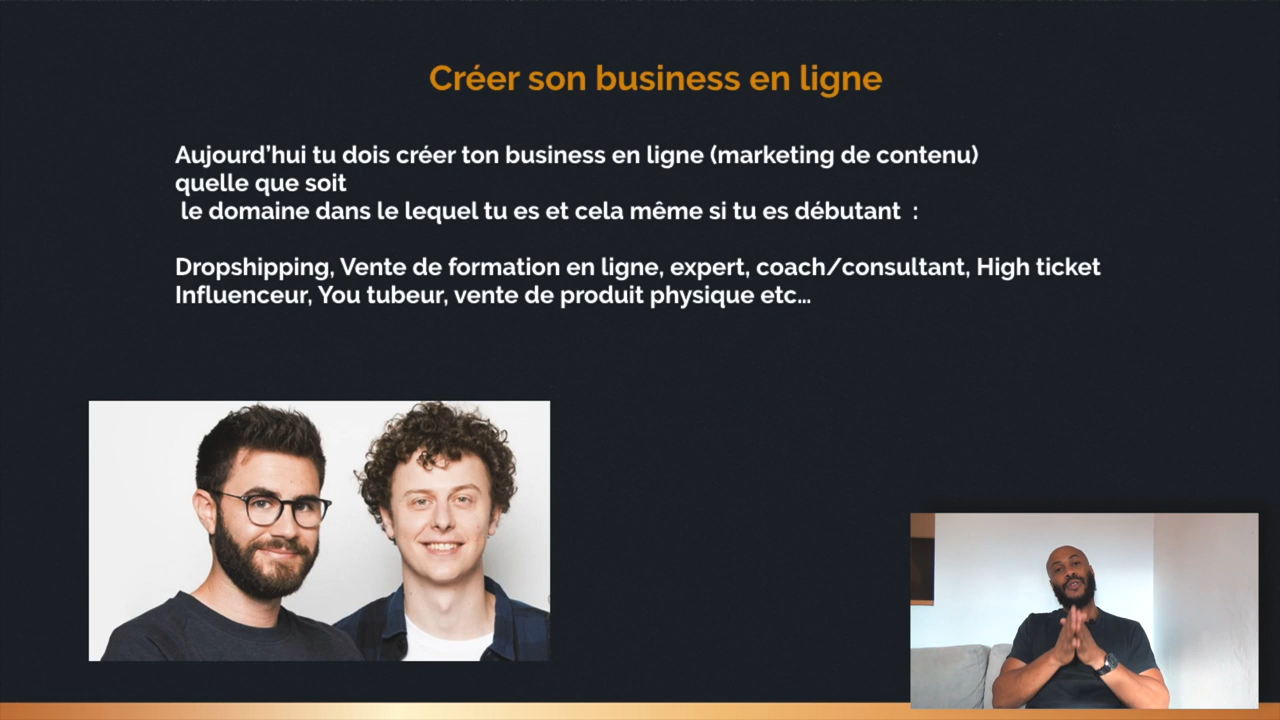 Créer son business en ligne
Aujourd’hui tu dois créer ton business en ligne (marketing de contenu)
quelle que soit
le domaine dans le lequel tu es et cela même si tu es débutant :
Dropshipping, Vente de formation en ligne, expert, coach/consultant, High ticket
Influenceur, You tubeur, vente de produit physique etc...